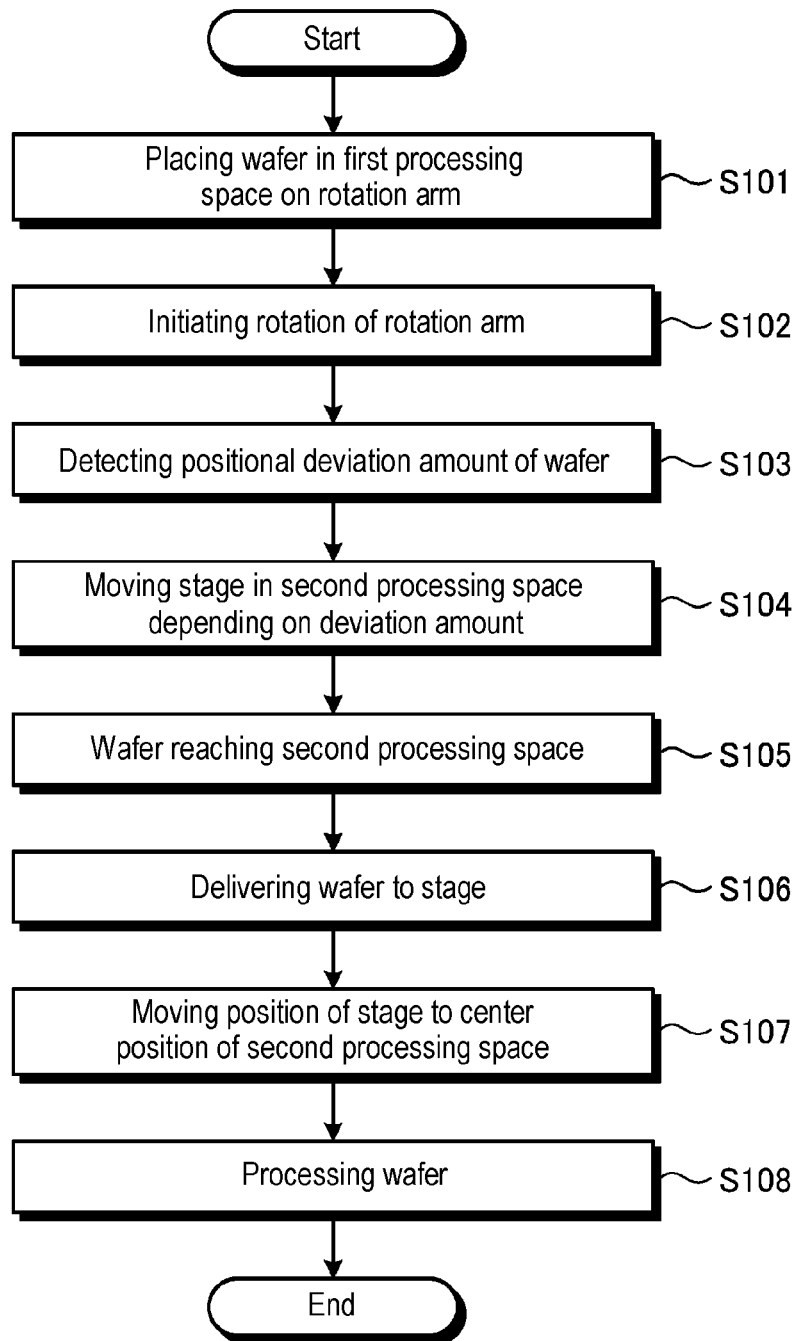 Start
Placing wafer in first processing
space on rotation arm
S101
Initiating rotation of rotation arm
S102
Detecting positional deviation amount of wafer
S103
Moving stage in second processing space
depending on deviation amount
S104
Wafer reaching second processing space
S105
Delivering wafer to stage
S106
Moving position of stage to center
position of second processing space
S107
Processing wafer
S108
End